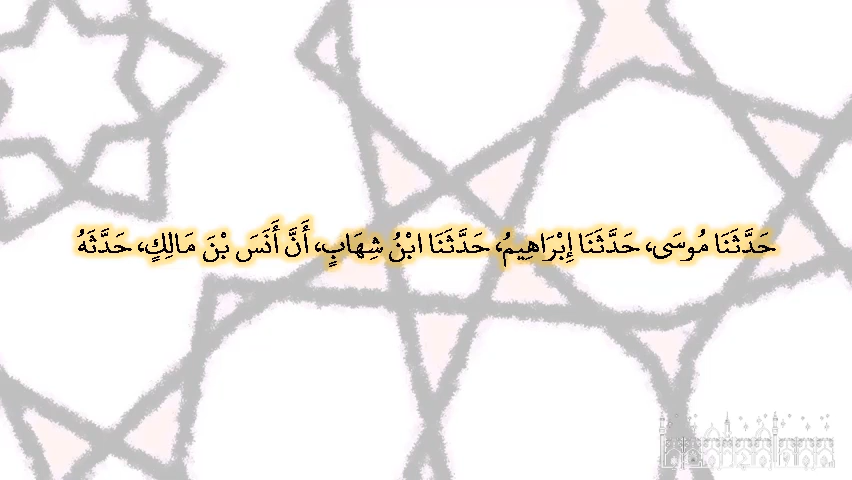 حَدَّثَنَا مُوسَى، حَدَّثَنَا إِبْرَاهِيمُ، حَدَّثَنَا ابْنُ شِهَابٍ، أَنَّ أَنَسَ بْنَ مَالِكٍ، حَدَّثَهُ